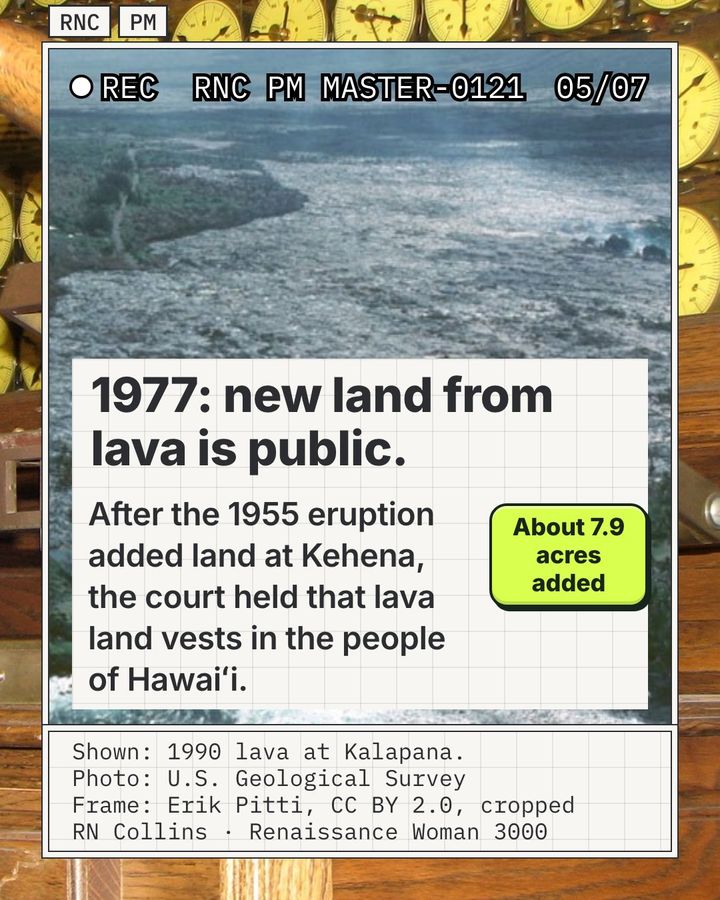 RNC PM
REC RNC PM MASTER-0121 05/07
1977: new land from
lava is public.
After the 1955 eruption
added land at Kehena,
the court held that lava
land vests in the people
of Hawaiʻi.
About 7.9
acres
added
Shown: 1990 lava at Kalapana.
Photo: U.S. Geological Survey
Frame: Erik Pitti, CC BY 2.0, cropped
RN Collins · Renaissance Woman 3000